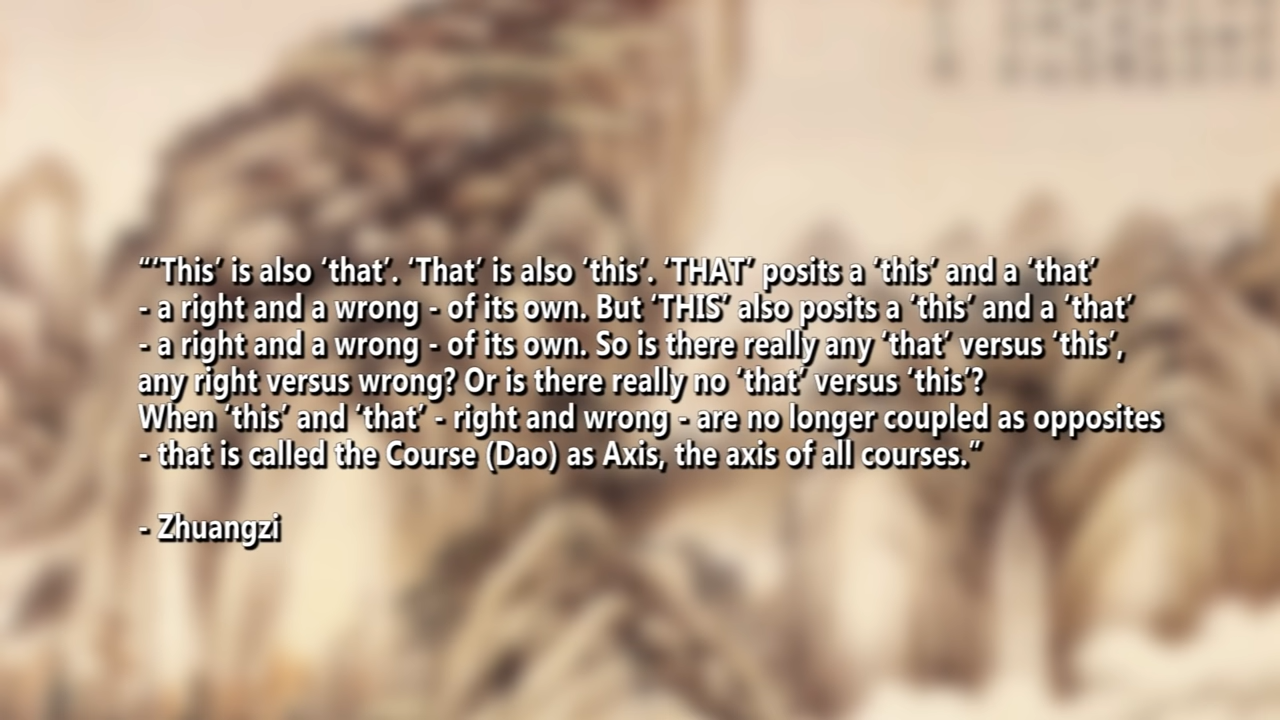 “‘This’ is also ‘that’. ‘That’ is also ‘this’. ‘THAT’ posits a ‘this’ and a ‘that’
- a right and a wrong - of its own. But ‘THIS’ also posits a ‘this’ and a ‘that’
- a right and a wrong - of its own. So is there really any ‘that’ versus ‘this’,
any right versus wrong? Or is there really no ‘that’ versus ‘this’?
When ‘this’ and ‘that’ - right and wrong - are no longer coupled as opposites
- that is called the Course (Dao) as Axis, the axis of all courses.”
- Zhuangzi